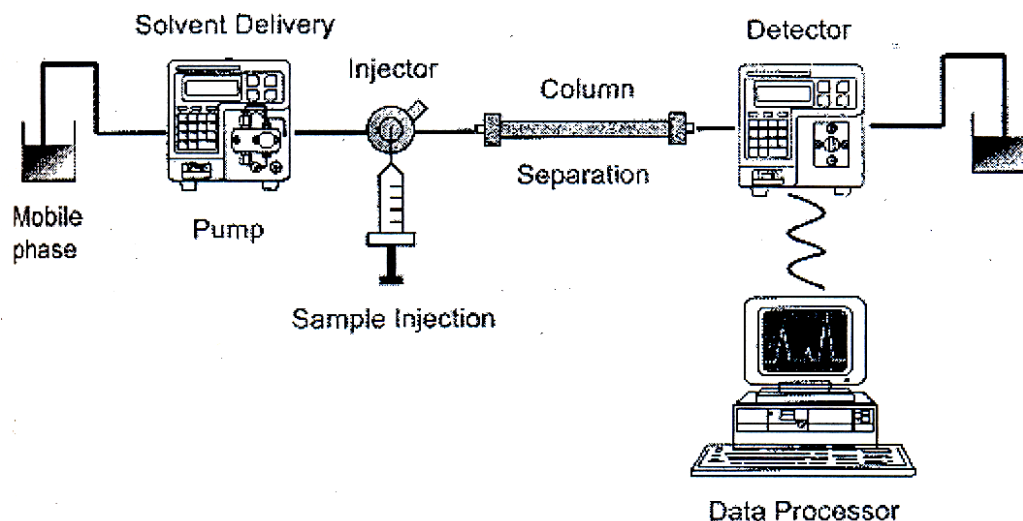 Solvent Delivery
Detector
Injector
Column
Separation
Mobile
phase
Pump
Sample Injection
Data Processor